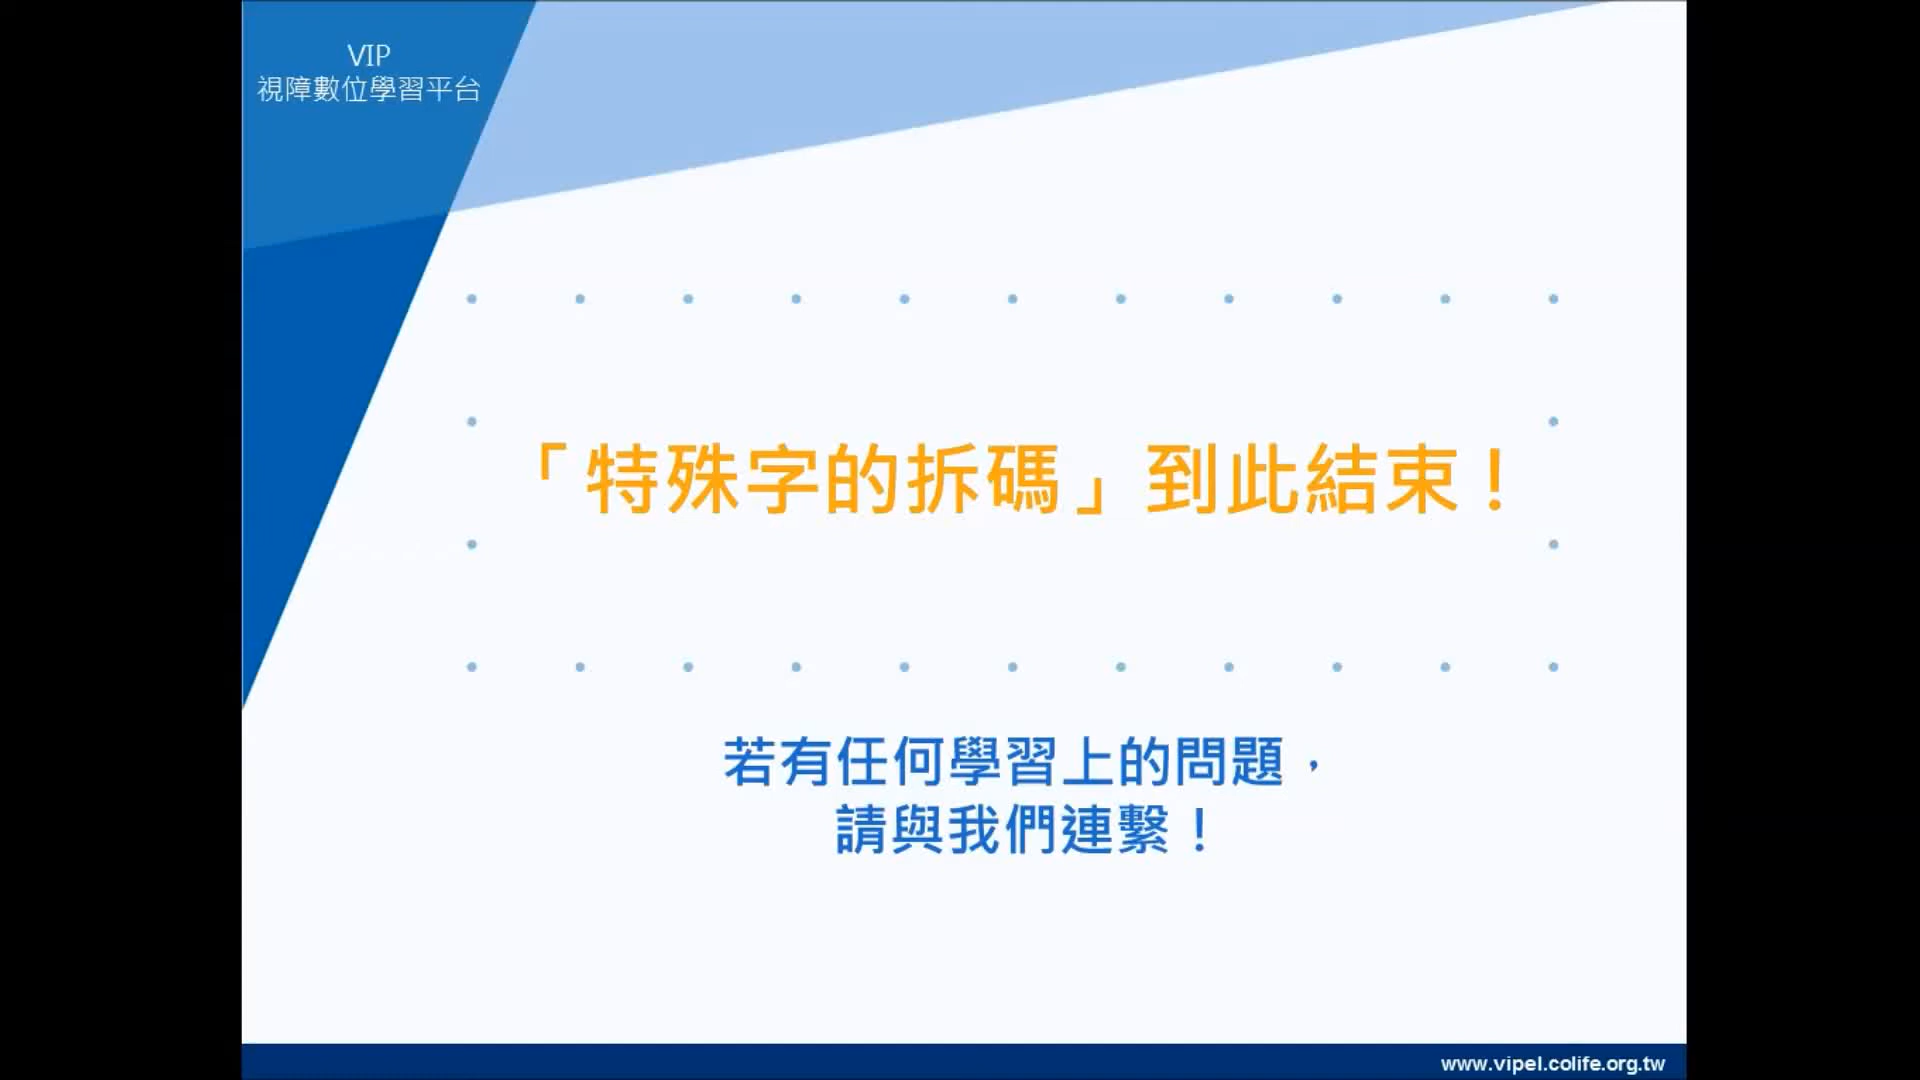 VIP
視障數位學習平台
「特殊字的拆碼」到此結束！
若有任何學習上的問題，
請與我們連繫！
www.vipel.colife.org.tw